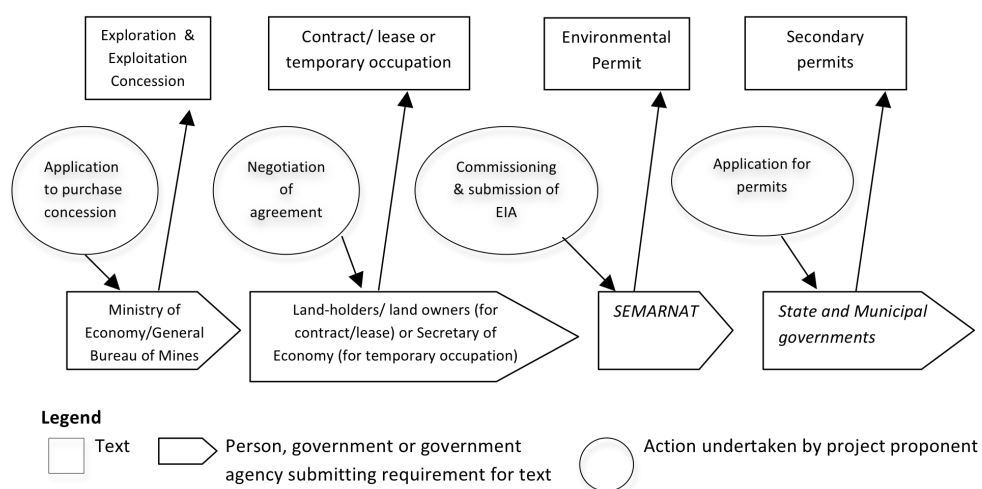 Exploration & 
Exploitation
Concession
Contract/ lease or
temporary occupation
Environmental
Permit
Secondary
permits
Application
to purchase
concession
Negotiation
of
agreement
Commissioning
& submission of
EIA
Application for
permits
Ministry of
Economy/General
Bureau of Mines
Land-holders/ land owners (for
contract/lease) or Secretary of
Economy (for temporary occupation)
SEMARNAT
State and Municipal
governments
Legend
Text
Person, government or government
agency submitting requirement for text
Action undertaken by project proponent